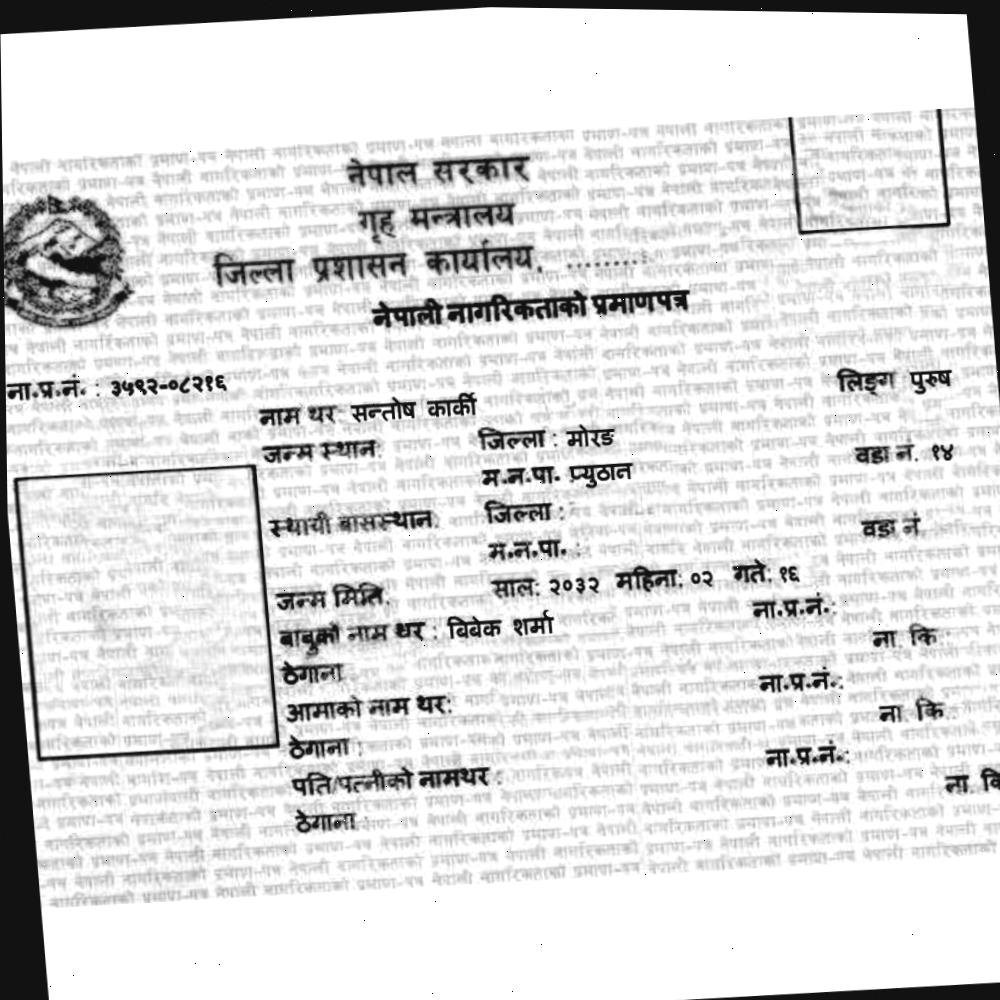 नेपाल सरकार
गृह मन्त्रालय
जिल्ला प्रशासन कार्यालय, .........
नेपाली नागरिकताको प्रमाणपत्र
ना.प्र.नं. : ३५९२-०८२१६ लिङ्ग पुरुष
नाम थर: सन्तोष कार्की
जन्म स्थान: जिल्ला : मोरङ वडा नं. १४
म.न.पा. प्युठान
स्थायी बासस्थान: जिल्ला : वडा नं.
म.न.पा. :
जन्म मिति: साल: २०३२ महिना: ०२ गते: १६
बाबुको नाम थर : बिबेक शर्मा ना.प्र.नं.:
ठेगाना ना. कि.:
आमाको नाम थर: ना.प्र.नं.:
ठेगाना : ना. कि.:
पति/पत्नीको नामथर : ना.प्र.नं.:
ठेगाना : ना. कि